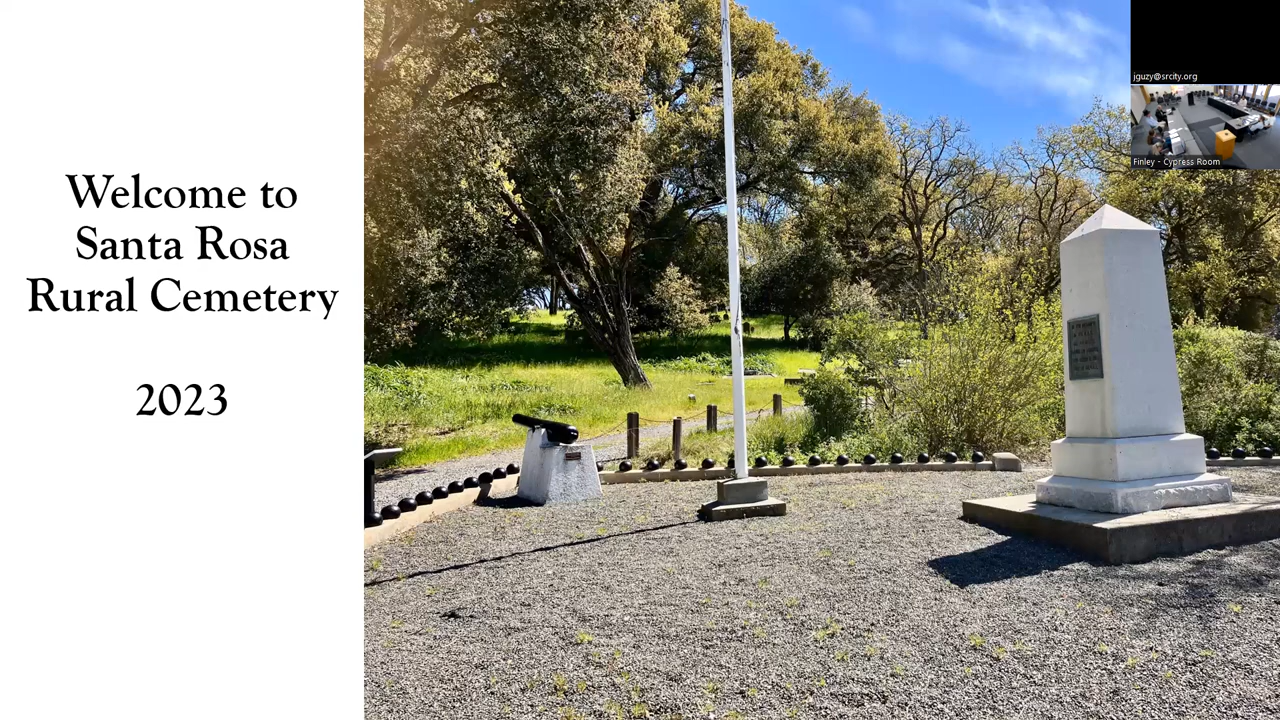 Welcome to
Santa Rosa
Rural Cemetery
2023
jguzy@srcity.org
Finley - Cypress Room